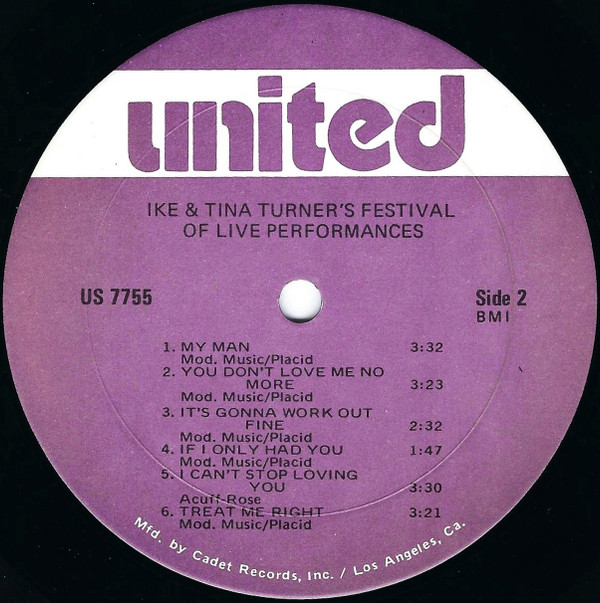 united
IKE & TINA TURNER'S FESTIVAL
OF LIVE PERFORMANCES
US 7755
Side 2
BMI
1. MY MAN 3:32
Mod. Music/Placid
2. YOU DON'T LOVE ME NO
MORE 3:23
Mod. Music/Placid
3. IT'S GONNA WORK OUT
FINE 2:32
Mod. Music/Placid
4. IF I ONLY HAD YOU 1:47
Mod. Music/Placid
5. I CAN'T STOP LOVING
YOU 3:30
Acuff-Rose
6. TREAT ME RIGHT 3:21
Mod. Music/Placid
Mfd. by Cadet Records, Inc. / Los Angeles, Ca.